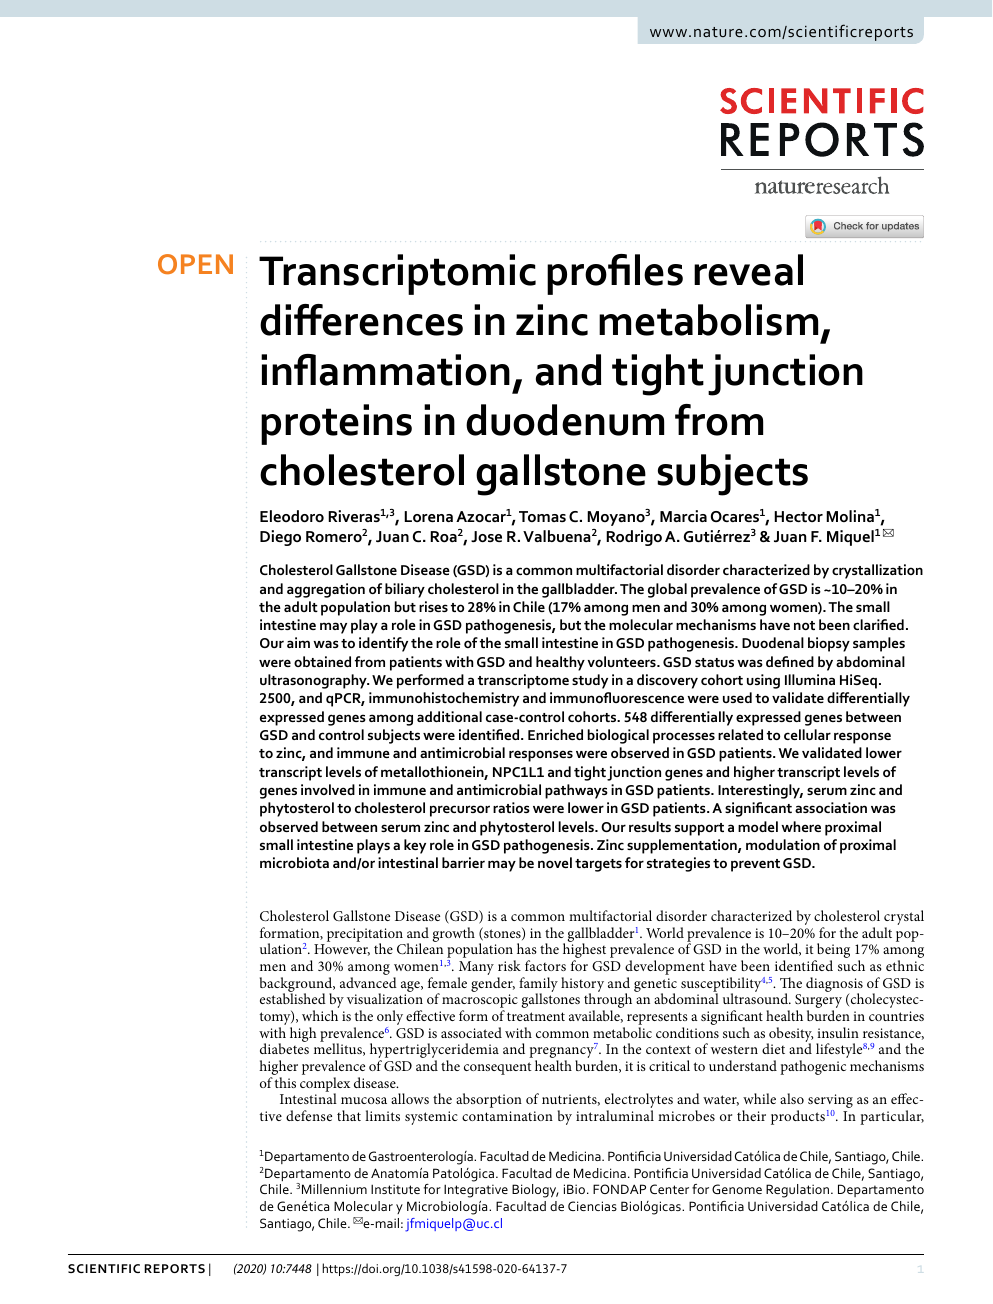 www.nature.com/scientificreports
SCIENTIFIC
REPORTS
natureresearch
Check for updates
OPEN
Transcriptomic profiles reveal
differences in zinc metabolism,
inflammation, and tight junction
proteins in duodenum from
cholesterol gallstone subjects
Eleodoro Riveras1,3, Lorena Azocar1, Tomas C. Moyano3, Marcia Ocares1, Hector Molina1,
Diego Romero2, Juan C. Roa2, Jose R. Valbuena2, Rodrigo A. Gutiérrez3 & Juan F. Miquel1 ✉
Cholesterol Gallstone Disease (GSD) is a common multifactorial disorder characterized by crystallization
and aggregation of biliary cholesterol in the gallbladder. The global prevalence of GSD is ~10–20% in
the adult population but rises to 28% in Chile (17% among men and 30% among women). The small
intestine may play a role in GSD pathogenesis, but the molecular mechanisms have not been clarified.
Our aim was to identify the role of the small intestine in GSD pathogenesis. Duodenal biopsy samples
were obtained from patients with GSD and healthy volunteers. GSD status was defined by abdominal
ultrasonography. We performed a transcriptome study in a discovery cohort using Illumina HiSeq.
2500, and qPCR, immunohistochemistry and immunofluorescence were used to validate differentially
expressed genes among additional case-control cohorts. 548 differentially expressed genes between
GSD and control subjects were identified. Enriched biological processes related to cellular response
to zinc, and immune and antimicrobial responses were observed in GSD patients. We validated lower
transcript levels of metallothionein, NPC1L1 and tight junction genes and higher transcript levels of
genes involved in immune and antimicrobial pathways in GSD patients. Interestingly, serum zinc and
phytosterol to cholesterol precursor ratios were lower in GSD patients. A significant association was
observed between serum zinc and phytosterol levels. Our results support a model where proximal
small intestine plays a key role in GSD pathogenesis. Zinc supplementation, modulation of proximal
microbiota and/or intestinal barrier may be novel targets for strategies to prevent GSD.
Cholesterol Gallstone Disease (GSD) is a common multifactorial disorder characterized by cholesterol crystal
formation, precipitation and growth (stones) in the gallbladder1. World prevalence is 10–20% for the adult pop-
ulation2. However, the Chilean population has the highest prevalence of GSD in the world, it being 17% among
men and 30% among women1,3. Many risk factors for GSD development have been identified such as ethnic
background, advanced age, female gender, family history and genetic susceptibility4,5. The diagnosis of GSD is
established by visualization of macroscopic gallstones through an abdominal ultrasound. Surgery (cholecystec-
tomy), which is the only effective form of treatment available, represents a significant health burden in countries
with high prevalence6. GSD is associated with common metabolic conditions such as obesity, insulin resistance,
diabetes mellitus, hypertriglyceridemia and pregnancy7. In the context of western diet and lifestyle8,9 and the
higher prevalence of GSD and the consequent health burden, it is critical to understand pathogenic mechanisms
of this complex disease.
Intestinal mucosa allows the absorption of nutrients, electrolytes and water, while also serving as an effec-
tive defense that limits systemic contamination by intraluminal microbes or their products10. In particular,
1Departamento de Gastroenterología. Facultad de Medicina. Pontificia Universidad Católica de Chile, Santiago, Chile.
2Departamento de Anatomía Patológica. Facultad de Medicina. Pontificia Universidad Católica de Chile, Santiago,
Chile. 3Millennium Institute for Integrative Biology, iBio. FONDAP Center for Genome Regulation. Departamento
de Genética Molecular y Microbiología. Facultad de Ciencias Biológicas. Pontificia Universidad Católica de Chile,
Santiago, Chile. ✉e-mail: jfmiquelp@uc.cl
SCIENTIFIC REPORTS | (2020) 10:7448 | https://doi.org/10.1038/s41598-020-64137-7 1